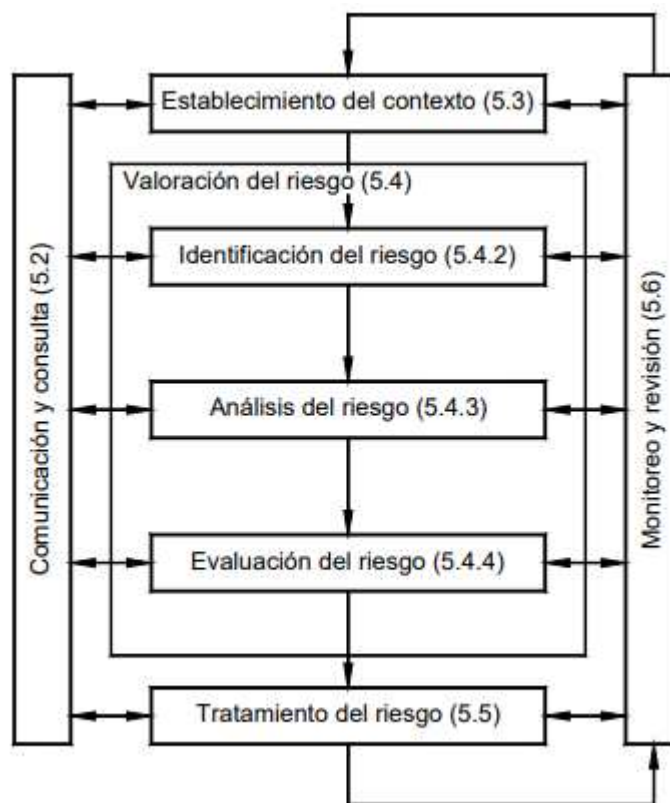 Establecimiento del contexto (5.3)
Valoración del riesgo (5.4)
Identificación del riesgo (5.4.2)
Análisis del riesgo (5.4.3)
Evaluación del riesgo (5.4.4)
Tratamiento del riesgo (5.5)
Comunicación y consulta (5.2)
Monitoreo y revisión (5.6)